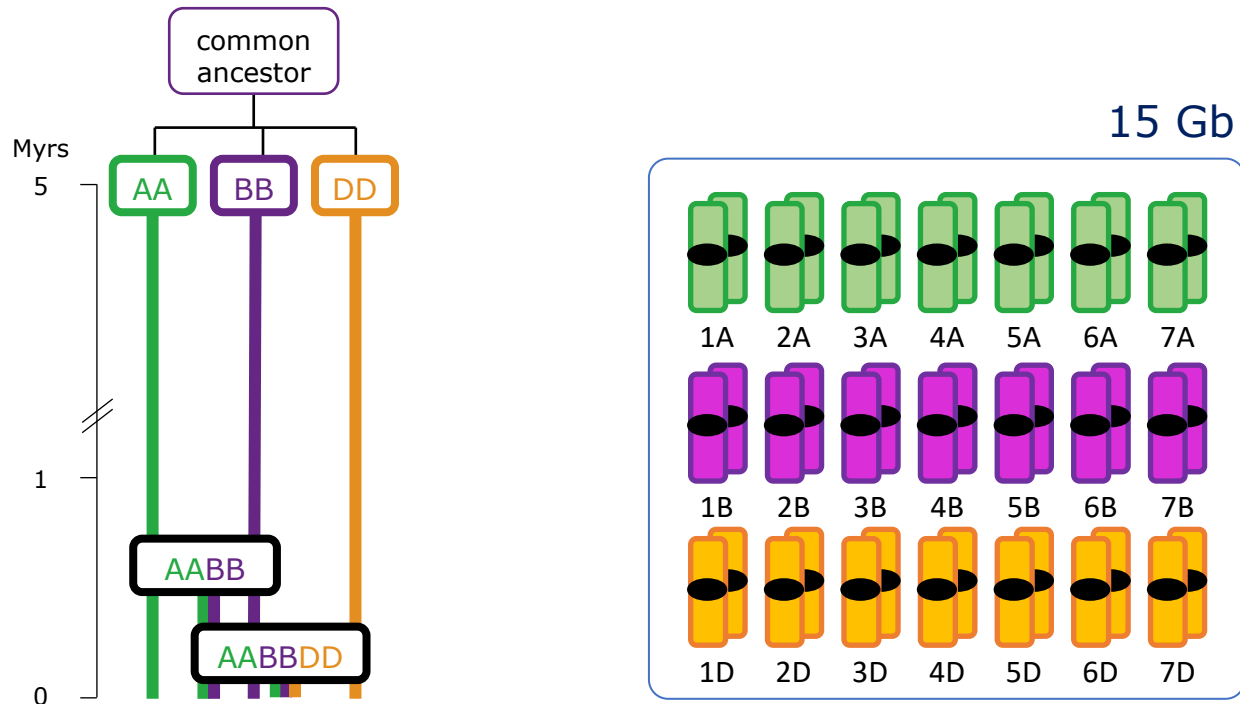 common
ancestor
Myrs
5
AA
BB
DD
1
AABB
AABBDD
0
15 Gb
1A 2A 3A 4A 5A 6A 7A
1B 2B 3B 4B 5B 6B 7B
1D 2D 3D 4D 5D 6D 7D